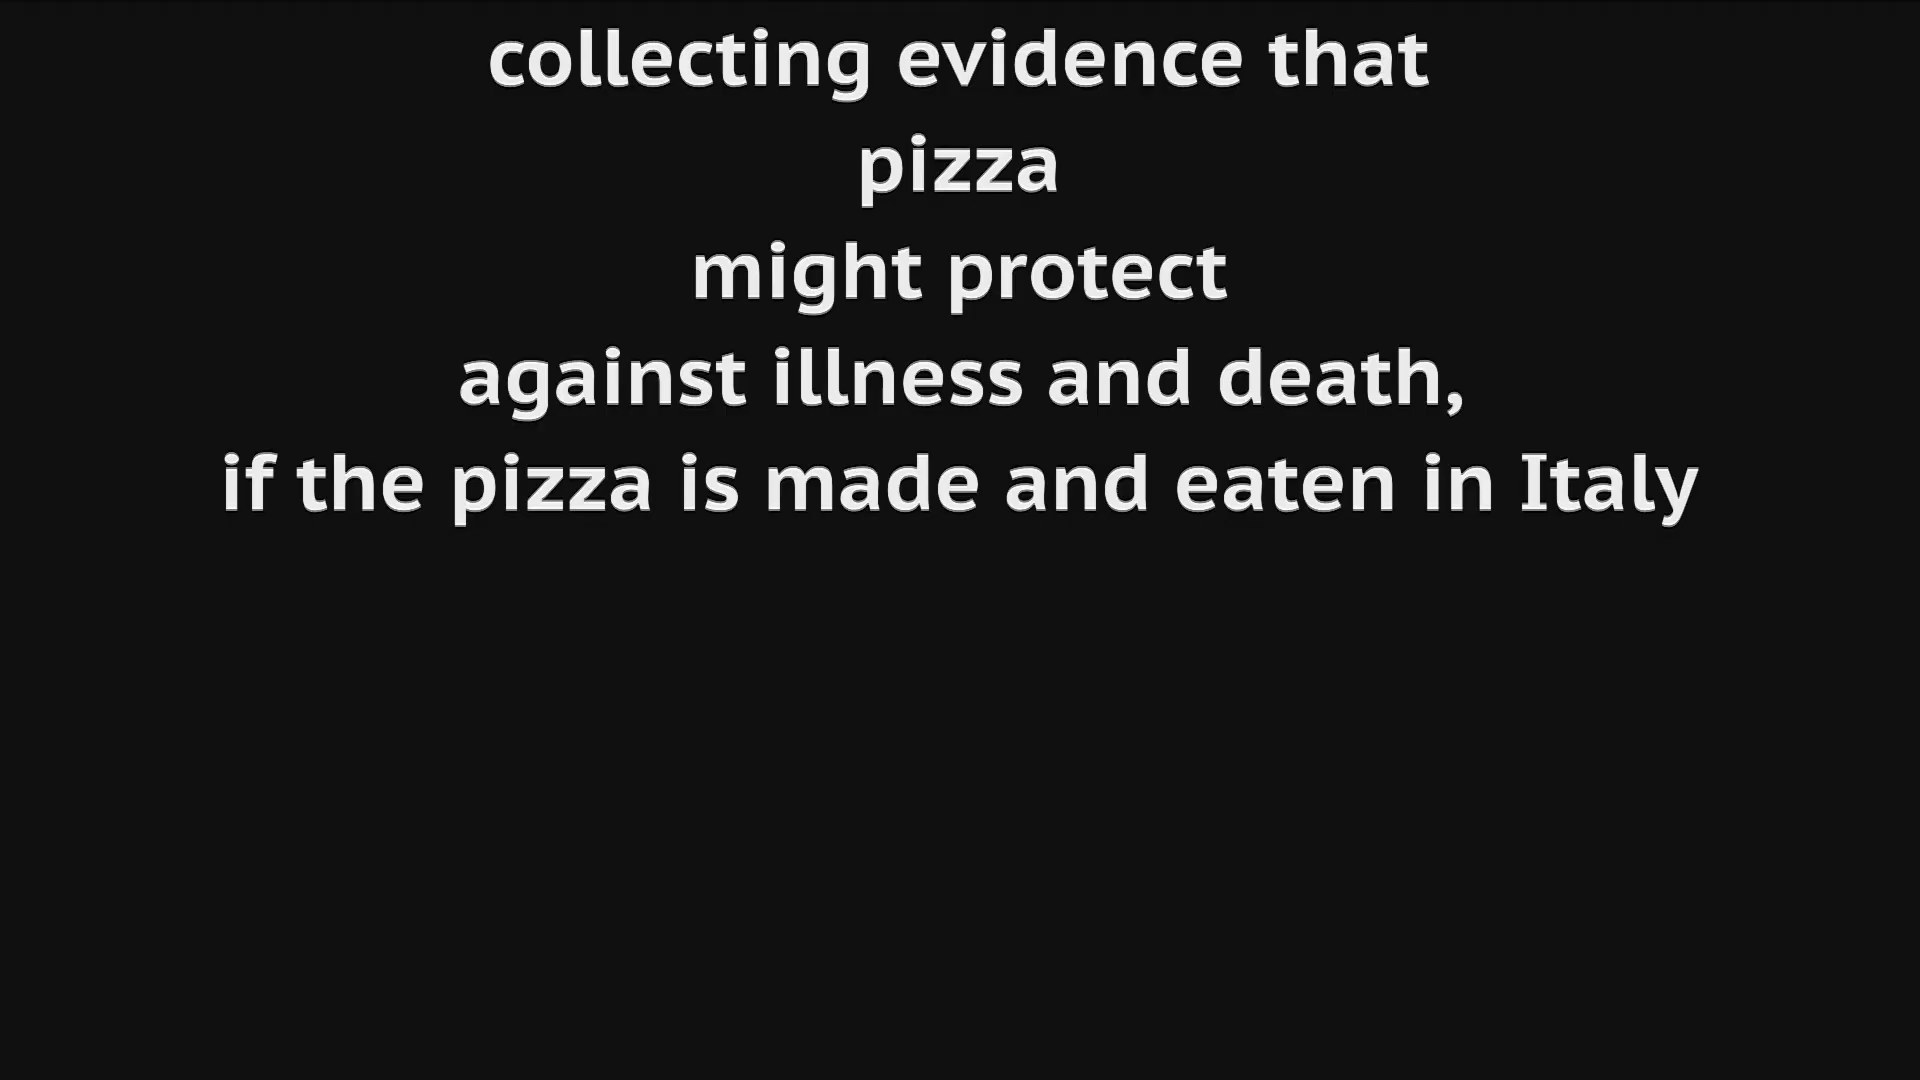 collecting evidence that
pizza
might protect
against illness and death,
if the pizza is made and eaten in Italy